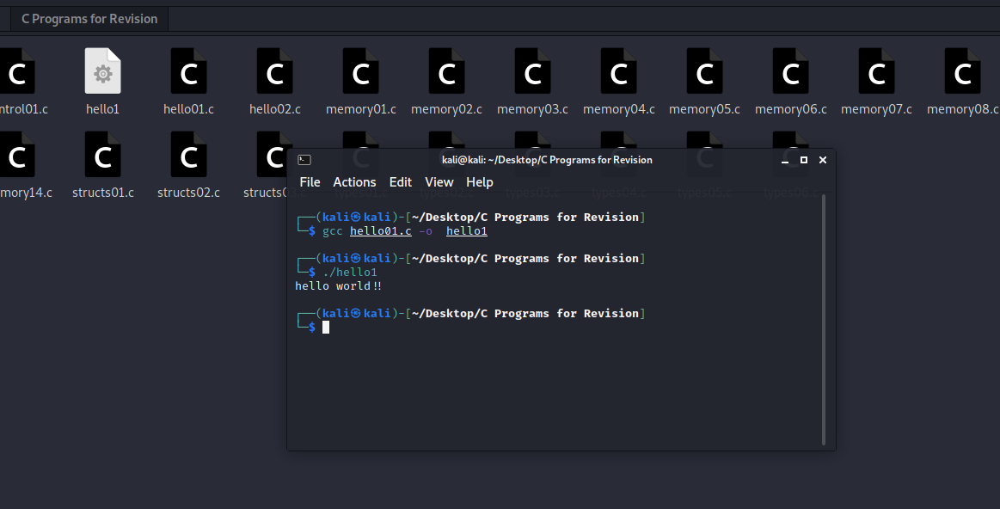 C Programs for Revision
ntrol01.c hello1 hello01.c hello02.c memory01.c memory02.c memory03.c memory04.c memory05.c memory06.c memory07.c memory08.c
mory14.c structs01.c structs02.c structs03.c types01.c types02.c types03.c types04.c types05.c types06.c
kali@kali: ~/Desktop/C Programs for Revision
File Actions Edit View Help
┌──(kali㉿kali)-[~/Desktop/C Programs for Revision]
└─$ gcc hello01.c -o  hello1
┌──(kali㉿kali)-[~/Desktop/C Programs for Revision]
└─$ ./hello1
hello world!!
┌──(kali㉿kali)-[~/Desktop/C Programs for Revision]
└─$